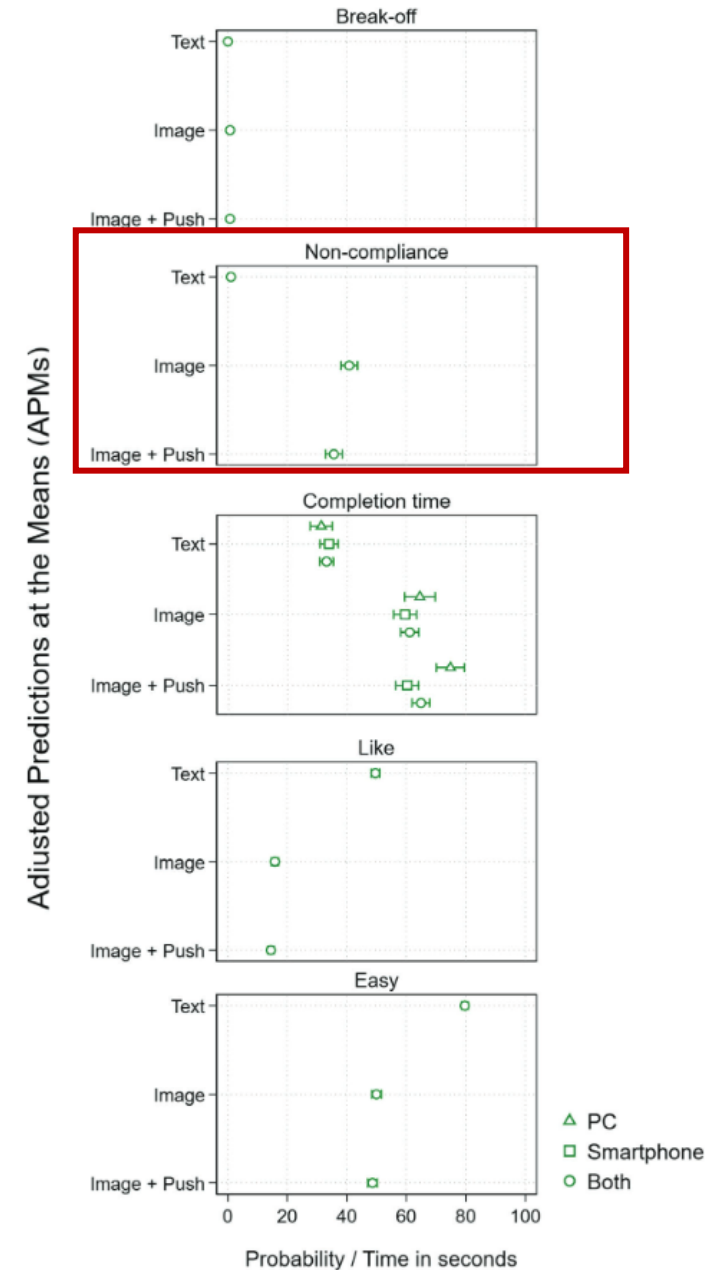 Break-off
Text
Image
Image + Push
Non-compliance
Text
Image
Image + Push
Completion time
Text
Image
Image + Push
Like
Text
Image
Image + Push
Easy
Text
Image
Image + Push
0 20 40 60 80 100
Probability / Time in seconds
Adjusted Predictions at the Means (APMs)
PC
Smartphone
Both